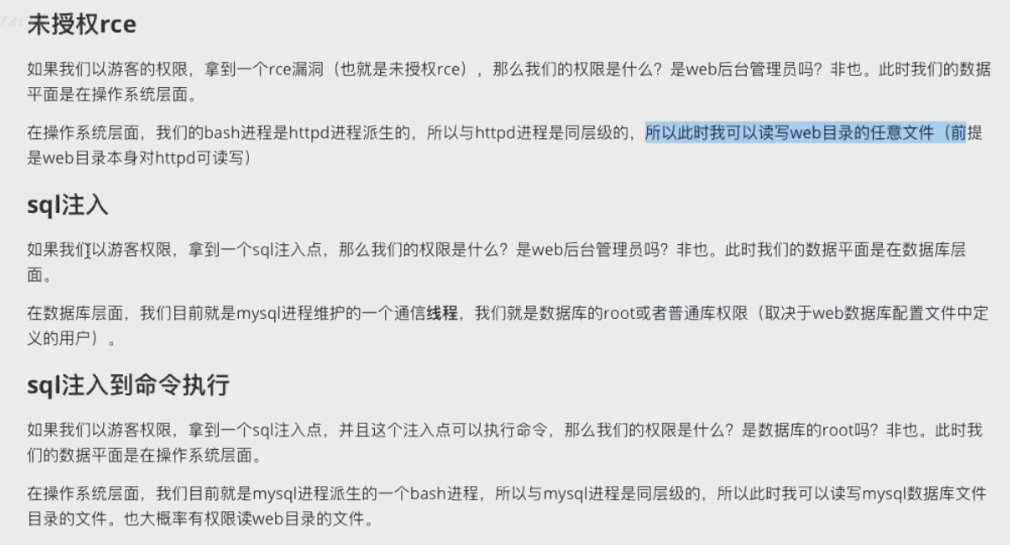 未授权rce
如果我们以游客的权限，拿到一个rce漏洞（也就是未授权rce），那么我们的权限是什么？是web后台管理员吗？非也。此时我们的数据
平面是在操作系统层面。
在操作系统层面，我们的bash进程是httpd进程派生的，所以与httpd进程是同层级的，所以此时我可以读写web目录的任意文件（前提
是web目录本身对httpd可读写）
sql注入
如果我们以游客权限，拿到一个sql注入点，那么我们的权限是什么？是web后台管理员吗？非也。此时我们的数据平面是在数据库层
面。
在数据库层面，我们目前就是mysql进程维护的一个通信线程，我们就是数据库的root或者普通库权限（取决于web数据库配置文件中定
义的用户）。
sql注入到命令执行
如果我们以游客权限，拿到一个sql注入点，并且这个注入点可以执行命令，那么我们的权限是什么？是数据库的root吗？非也。此时我
们的数据平面是在操作系统层面。
在操作系统层面，我们目前就是mysql进程派生的一个bash进程，所以与mysql进程是同层级的，所以此时我可以读写mysql数据库文件
目录的文件。也大概率有权限读web目录的文件。